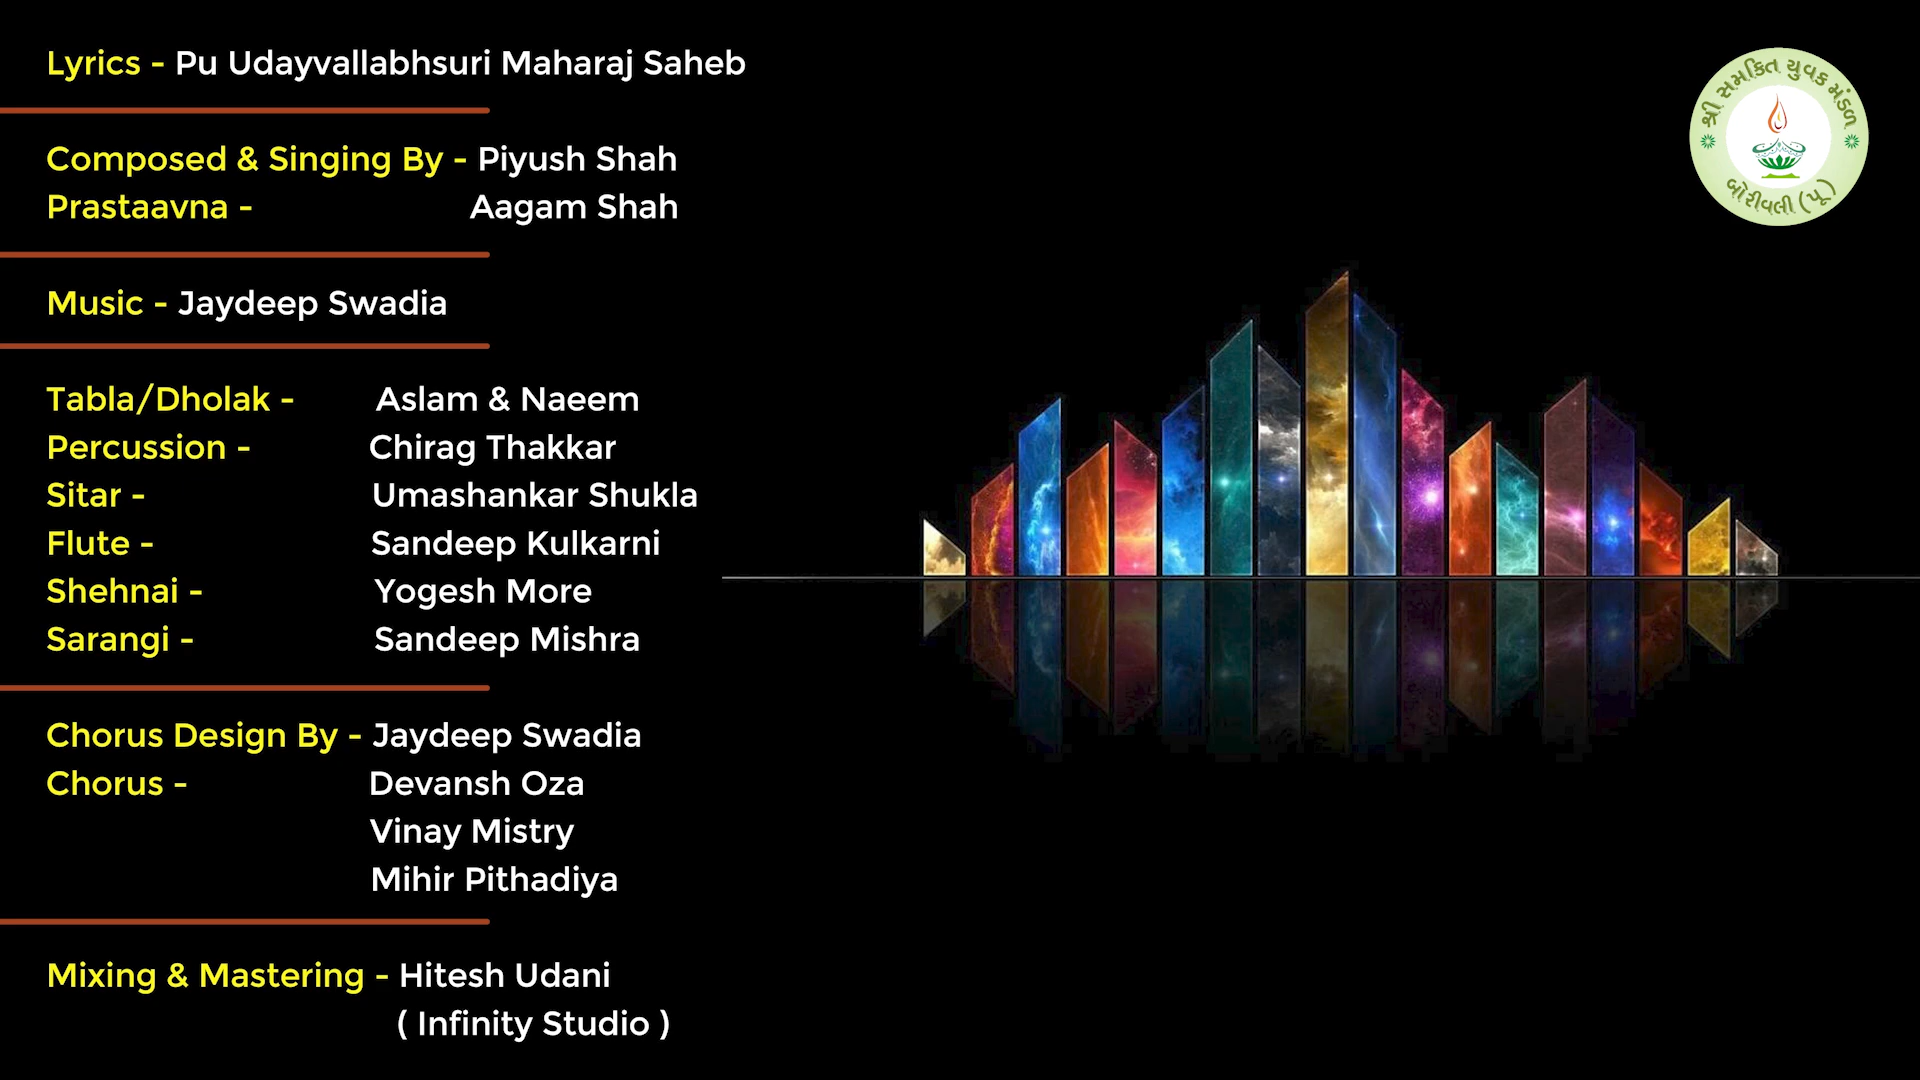 Lyrics - Pu Udayvallabhsuri Maharaj Saheb
Composed & Singing By - Piyush Shah
Prastaavna - Aagam Shah
Music - Jaydeep Swadia
Tabla/Dholak - Aslam & Naeem
Percussion - Chirag Thakkar
Sitar - Umashankar Shukla
Flute - Sandeep Kulkarni
Shehnai - Yogesh More
Sarangi - Sandeep Mishra
Chorus Design By - Jaydeep Swadia
Chorus - Devansh Oza
Vinay Mistry
Mihir Pithadiya
Mixing & Mastering - Hitesh Udani
( Infinity Studio )
શ્રી સમકિત યુવક મંડળ
બોરીવલી (પૂ.)